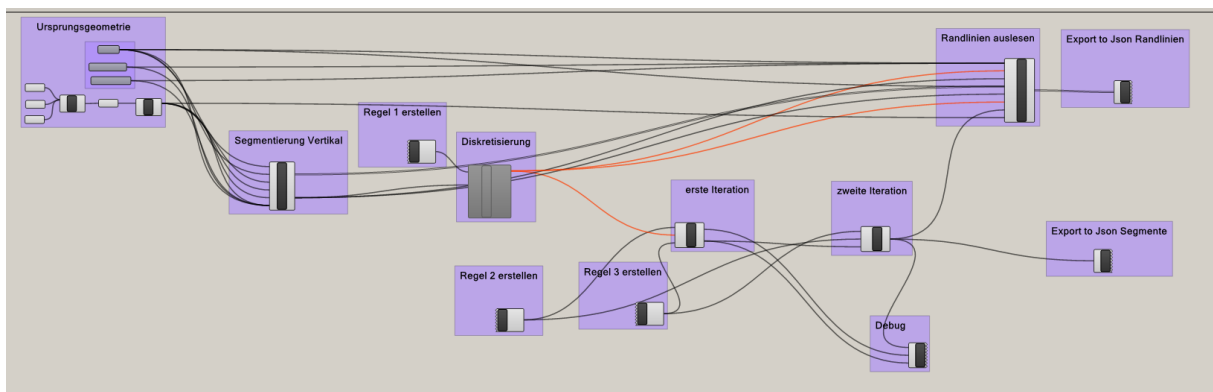 Ursprungsgeometrie
Randlinien auslesen
Export to Json Randlinien
Regel 1 erstellen
Segmentierung Vertikal
Diskretisierung
erste Iteration
zweite Iteration
Export to Json Segmente
Regel 2 erstellen
Regel 3 erstellen
Debug